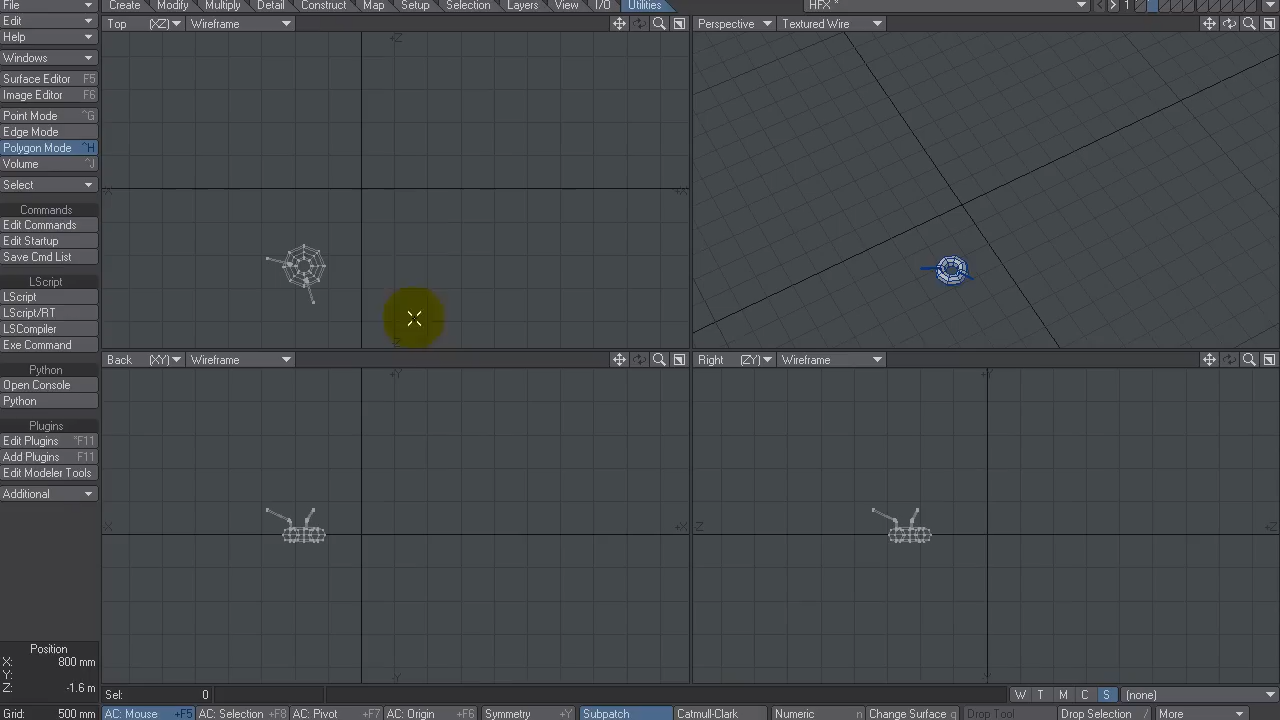 File Create Modify Multiply Detail Construct Map Setup Selection Layers View I/O Utilities HFX * 1
Edit Top (XZ) Wireframe Perspective Textured Wire
Help
Windows
Surface Editor F5
Image Editor F6
Point Mode ^G
Edge Mode
Polygon Mode ^H
Volume ^J
Select
Commands
Edit Commands
Edit Startup
Save Cmd List
LScript
LScript
LScript/RT
LSCompiler
Exe Command
Back (XY) Wireframe Right (ZY) Wireframe
Python
Open Console
Python
Plugins
Edit Plugins *F11
Add Plugins F11
Edit Modeler Tools
Additional
Position
X: 800 mm
Y:
Z: -1.6 m
Sel: 0 W T M C S (none)
Grid: 500 mm AC: Mouse +F5 AC: Selection +F8 AC: Pivot +F7 AC: Origin +F6 Symmetry +Y Subpatch Catmull-Clark Numeric n Change Surface q Drop Tool Drop Selection / More